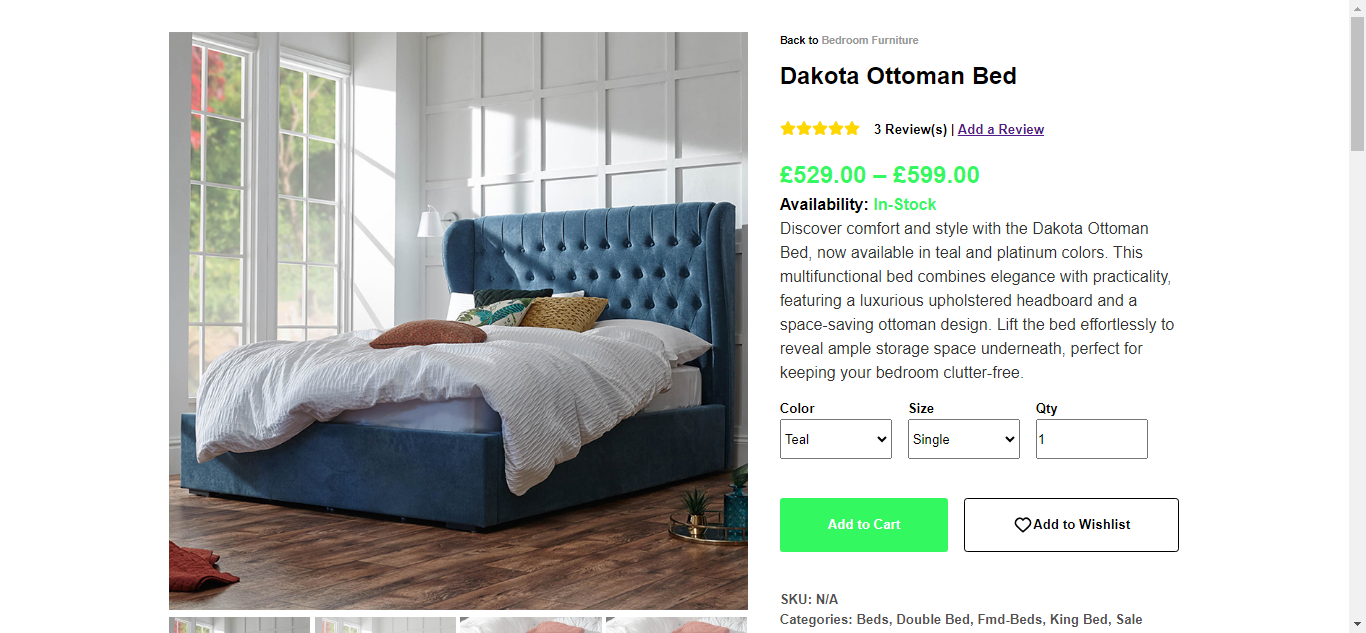 Back to Bedroom Furniture
Dakota Ottoman Bed
3 Review(s) | Add a Review
£529.00 – £599.00
Availability: In-Stock
Discover comfort and style with the Dakota Ottoman
Bed, now available in teal and platinum colors. This
multifunctional bed combines elegance with practicality,
featuring a luxurious upholstered headboard and a
space-saving ottoman design. Lift the bed effortlessly to
reveal ample storage space underneath, perfect for
keeping your bedroom clutter-free.
Color Size Qty
Teal Single 1
Add to Cart Add to Wishlist
SKU: N/A
Categories: Beds, Double Bed, Fmd-Beds, King Bed, Sale